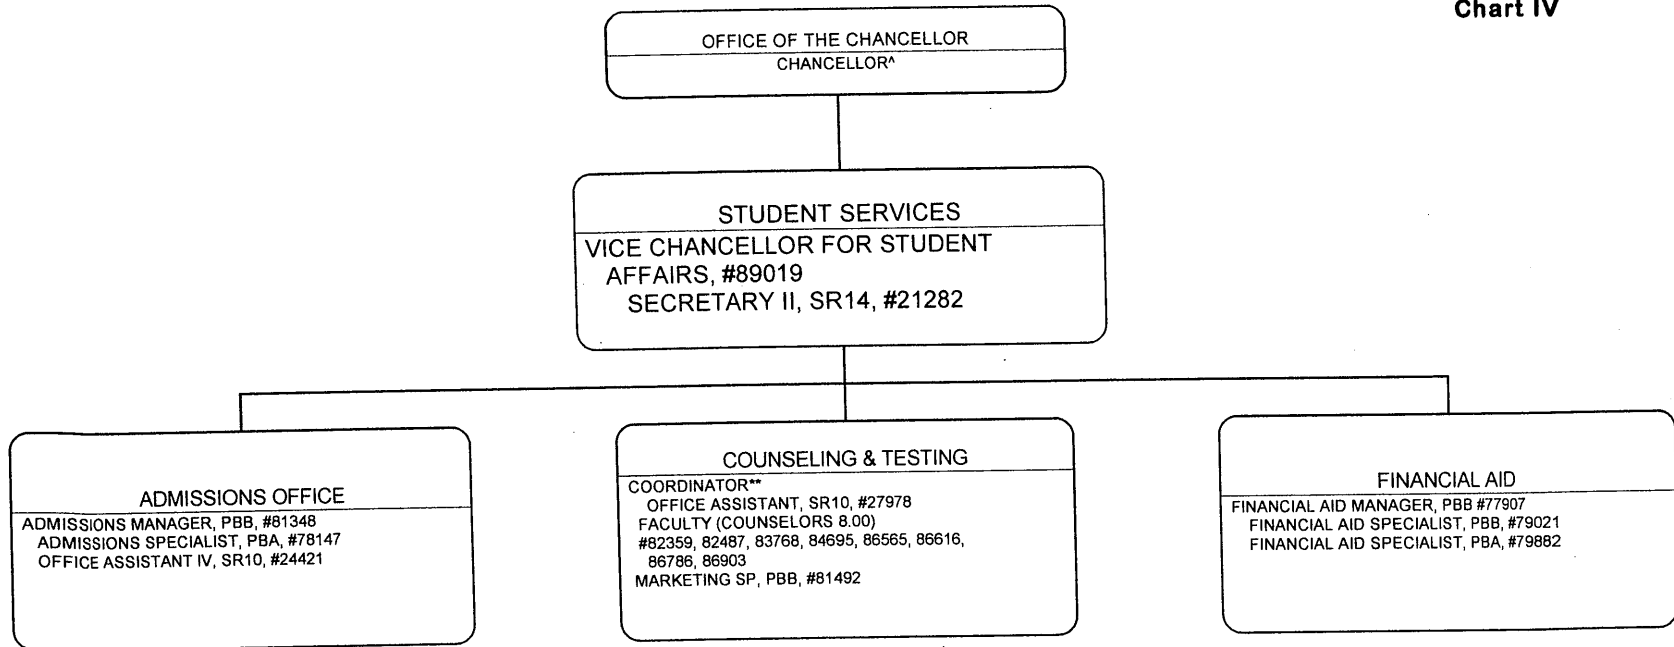 Chart IV
OFFICE OF THE CHANCELLOR
CHANCELLOR^
STUDENT SERVICES
VICE CHANCELLOR FOR STUDENT
AFFAIRS, #89019
SECRETARY II, SR14, #21282
ADMISSIONS OFFICE
ADMISSIONS MANAGER, PBB, #81348
ADMISSIONS SPECIALIST, PBA, #78147
OFFICE ASSISTANT IV, SR10, #24421
COUNSELING & TESTING
COORDINATOR**
OFFICE ASSISTANT, SR10, #27978
FACULTY (COUNSELORS 8.00)
#82359, 82487, 83768, 84695, 86565, 86616,
86786, 86903
MARKETING SP, PBB, #81492
FINANCIAL AID
FINANCIAL AID MANAGER, PBB #77907
FINANCIAL AID SPECIALIST, PBB, #79021
FINANCIAL AID SPECIALIST, PBA, #79882